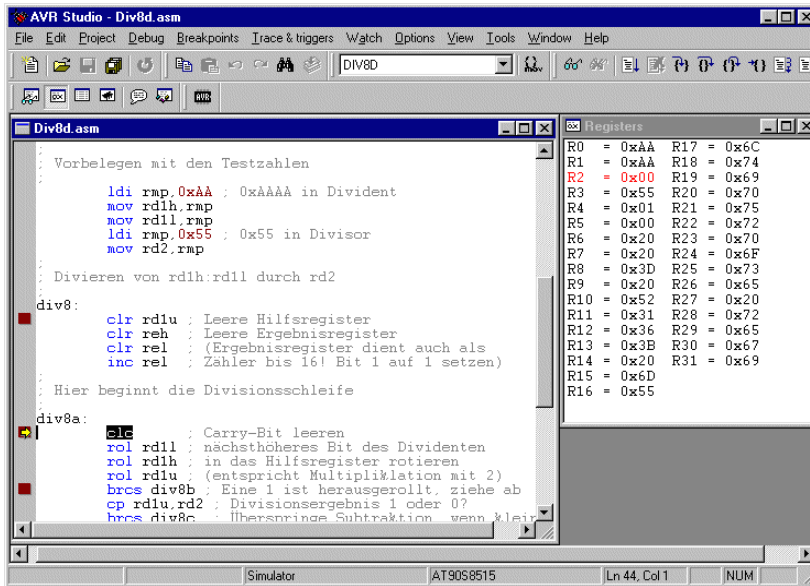 AVR Studio - Div8d.asm
File Edit Project Debug Breakpoints Trace & triggers Watch Options View Tools Window Help
DIV8D
AVR
Div8d.asm
;
; Vorbelegen mit den Testzahlen
;
ldi rmp,0xAA ; 0xAAAA in Divident
mov rd1h,rmp
mov rd1l,rmp
ldi rmp,0x55 ; 0x55 in Divisor
mov rd2,rmp
;
; Divieren von rd1h:rd1l durch rd2
;
div8:
clr rd1u ; Leere Hilfsregister
clr reh ; Leere Ergebnisregister
clr rel ; (Ergebnisregister dient auch als
inc rel ; Zähler bis 16! Bit 1 auf 1 setzen)
;
; Hier beginnt die Divisionsschleife
;
div8a:
clc ; Carry-Bit leeren
rol rd1l ; nächsthöheres Bit des Dividenten
rol rd1h ; in das Hilfsregister rotieren
rol rd1u ; (entspricht Multipliklation mit 2)
brcs div8b ; Eine 1 ist herausgerollt, ziehe ab
cp rd1u,rd2 ; Divisionsergebnis 1 oder 0?
brcs div8c ; Überspringe Subtraktion, wenn klein
Registers
R0 = 0xAA R17 = 0x6C
R1 = 0xAA R18 = 0x74
R2 = 0x00 R19 = 0x69
R3 = 0x55 R20 = 0x70
R4 = 0x01 R21 = 0x75
R5 = 0x00 R22 = 0x72
R6 = 0x20 R23 = 0x70
R7 = 0x20 R24 = 0x6F
R8 = 0x3D R25 = 0x73
R9 = 0x20 R26 = 0x65
R10 = 0x52 R27 = 0x20
R11 = 0x31 R28 = 0x72
R12 = 0x36 R29 = 0x65
R13 = 0x3B R30 = 0x67
R14 = 0x20 R31 = 0x69
R15 = 0x6D
R16 = 0x55
Simulator AT90S8515 Ln 44, Col 1 NUM